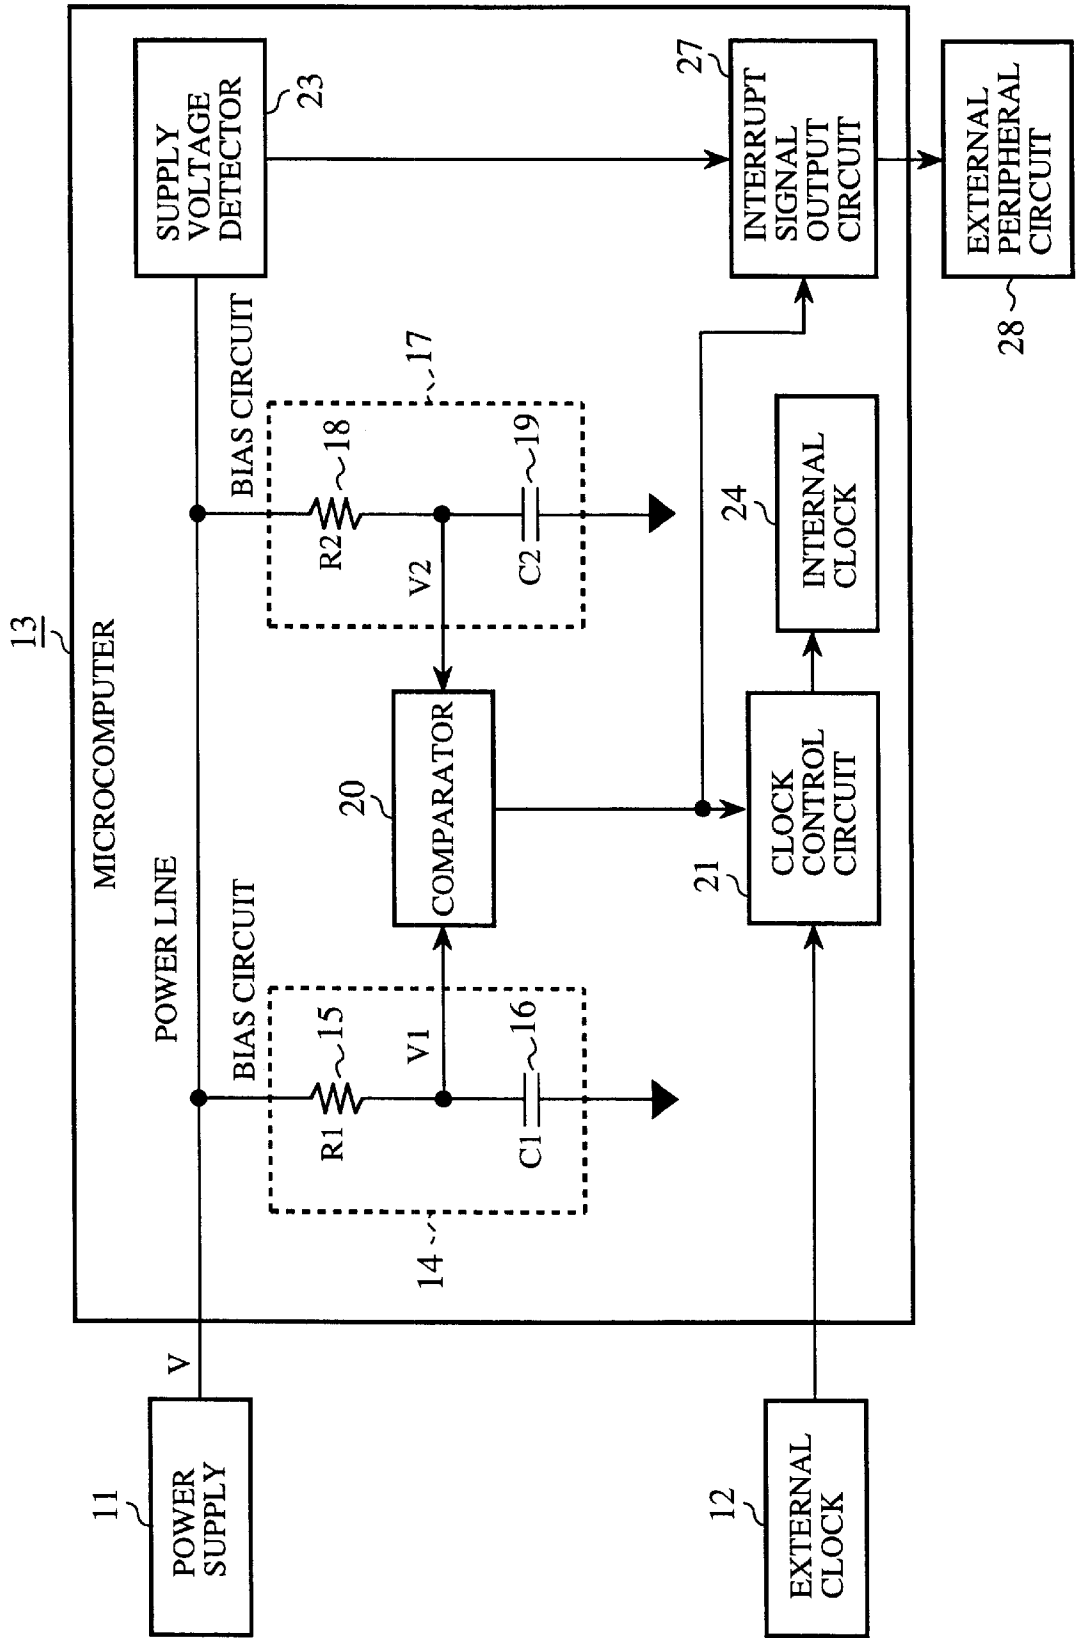 13
MICROCOMPUTER
11
POWER
SUPPLY
V
POWER LINE
BIAS CIRCUIT
BIAS CIRCUIT
SUPPLY
VOLTAGE
DETECTOR
23
14
R1
15
V1
C1
16
20
COMPARATOR
17
R2
18
V2
C2
19
12
EXTERNAL
CLOCK
21
CLOCK
CONTROL
CIRCUIT
24
INTERNAL
CLOCK
27
INTERRUPT
SIGNAL
OUTPUT
CIRCUIT
28
EXTERNAL
PERIPHERAL
CIRCUIT